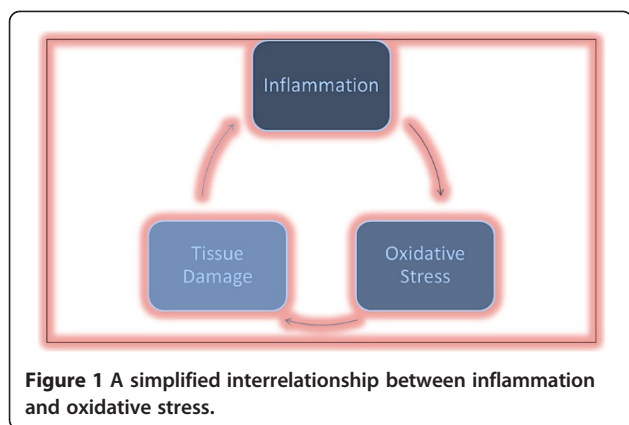 Inflammation
Tissue
Damage
Oxidative
Stress
Figure 1 A simplified interrelationship between inflammation
and oxidative stress.